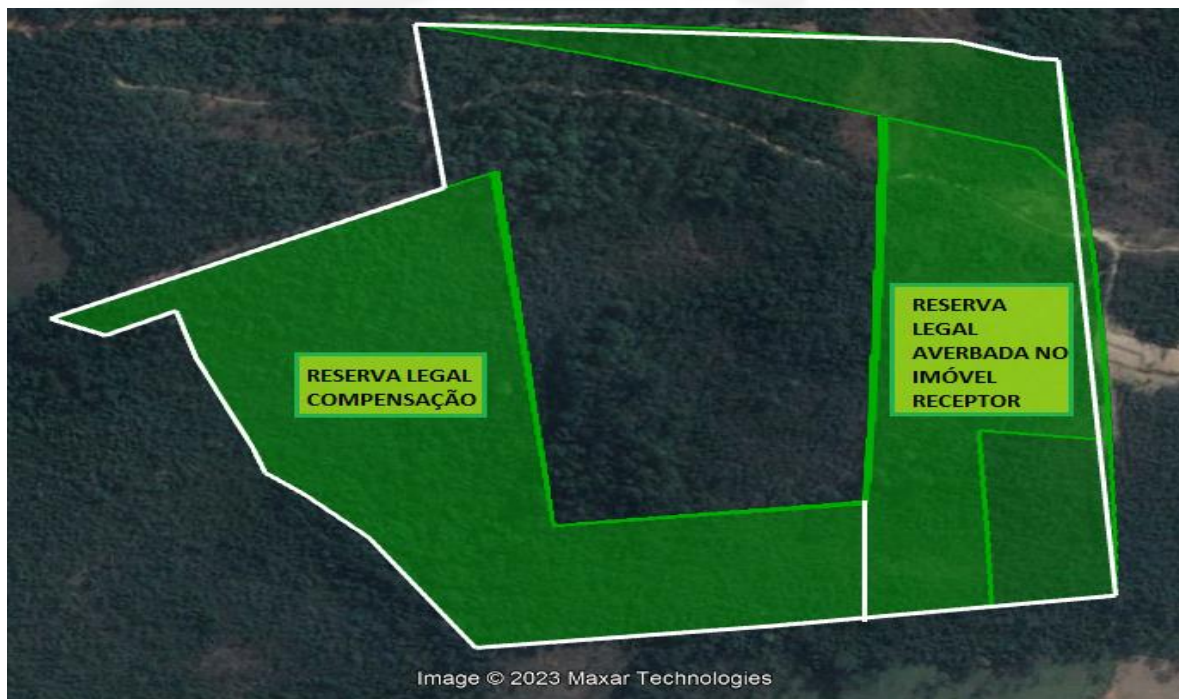 RESERVA LEGAL
COMPENSAÇÃO
RESERVA
LEGAL
AVERBADA NO
IMÓVEL
RECEPTOR
Image © 2023 Maxar Technologies